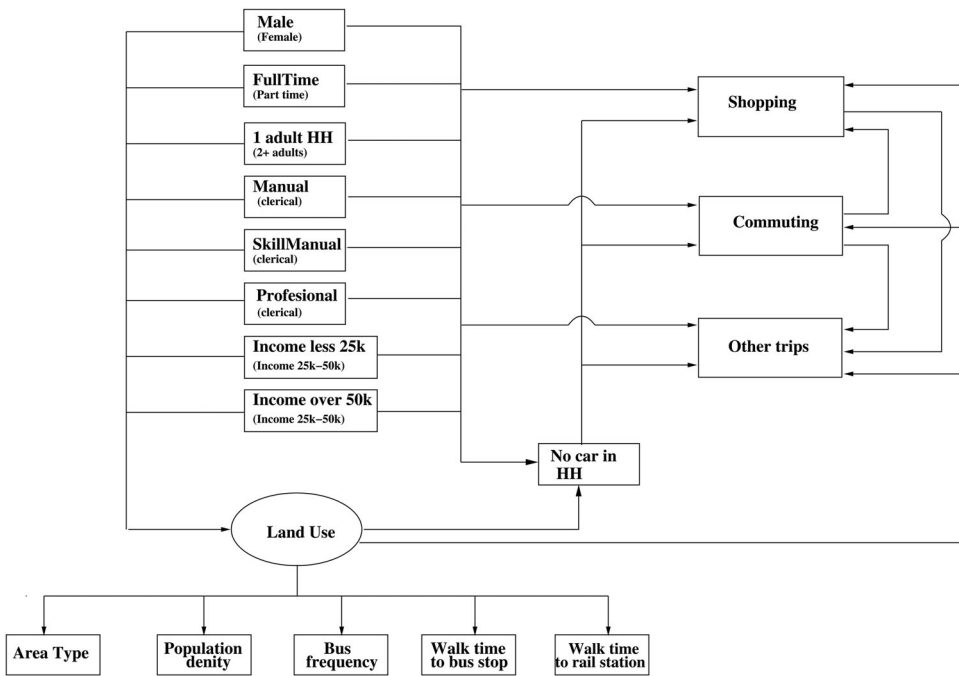 Male
(Female)
FullTime
(Part time)
1 adult HH
(2+ adults)
Manual
(clerical)
SkillManual
(clerical)
Profesional
(clerical)
Income less 25k
(Income 25k−50k)
Income over 50k
(Income 25k−50k)
Shopping
Commuting
Other trips
No car in
HH
Land Use
Area Type
Population
denity
Bus
frequency
Walk time
to bus stop
Walk time
to rail station